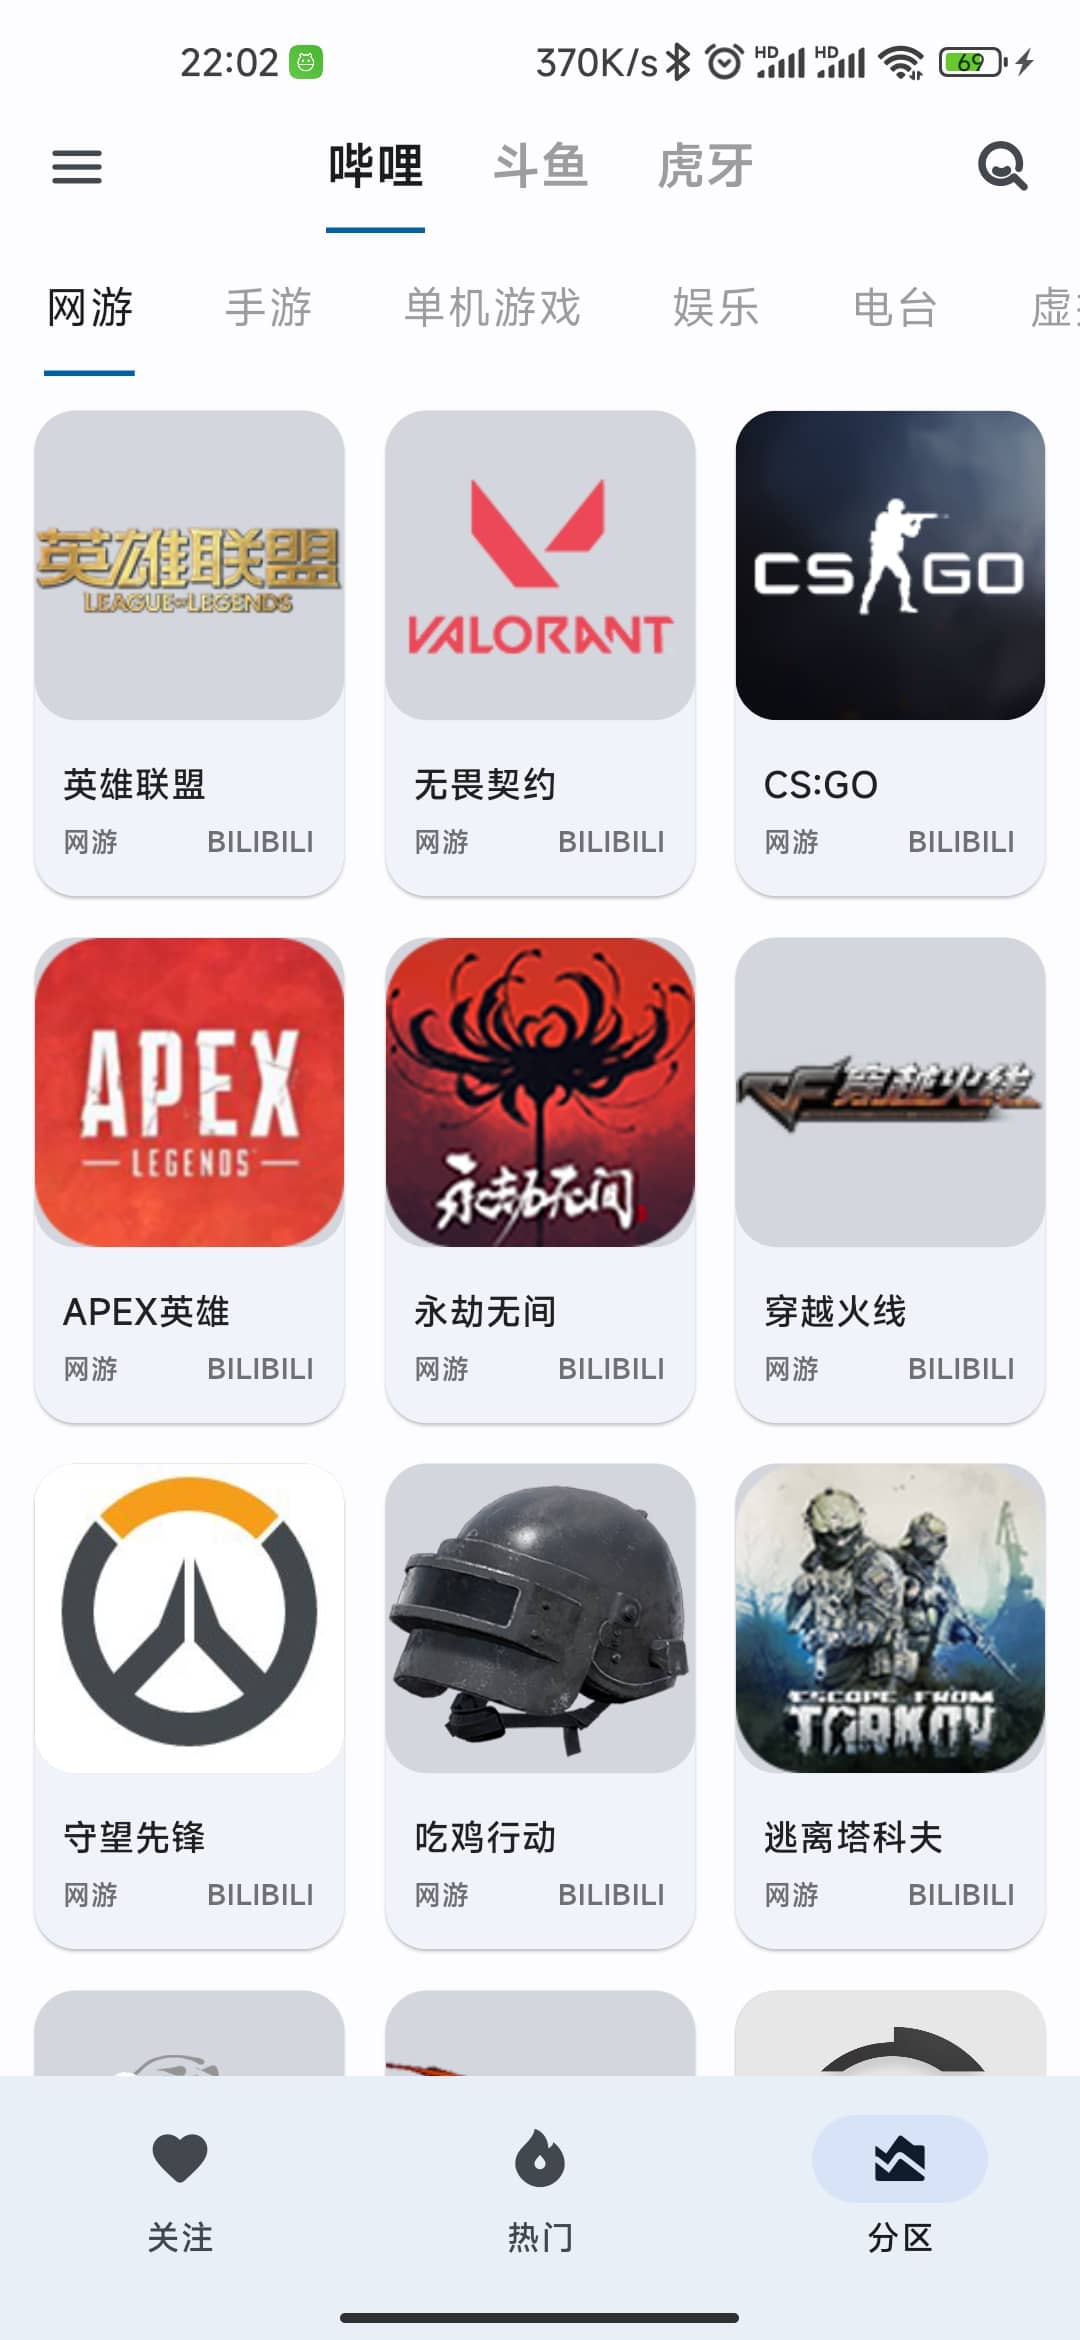 22:02
370K/s HD HD 69
哔哩 斗鱼 虎牙
网游 手游 单机游戏 娱乐 电台
英雄联盟
LEAGUE OF LEGENDS
VALORANT
CS GO
英雄联盟 无畏契约 CS:GO
网游 BILIBILI 网游 BILIBILI 网游 BILIBILI
APEX
LEGENDS
永劫无间
CF穿越火线
APEX英雄 永劫无间 穿越火线
网游 BILIBILI 网游 BILIBILI 网游 BILIBILI
ESCAPE FROM
TARKOV
守望先锋 吃鸡行动 逃离塔科夫
网游 BILIBILI 网游 BILIBILI 网游 BILIBILI
关注 热门 分区